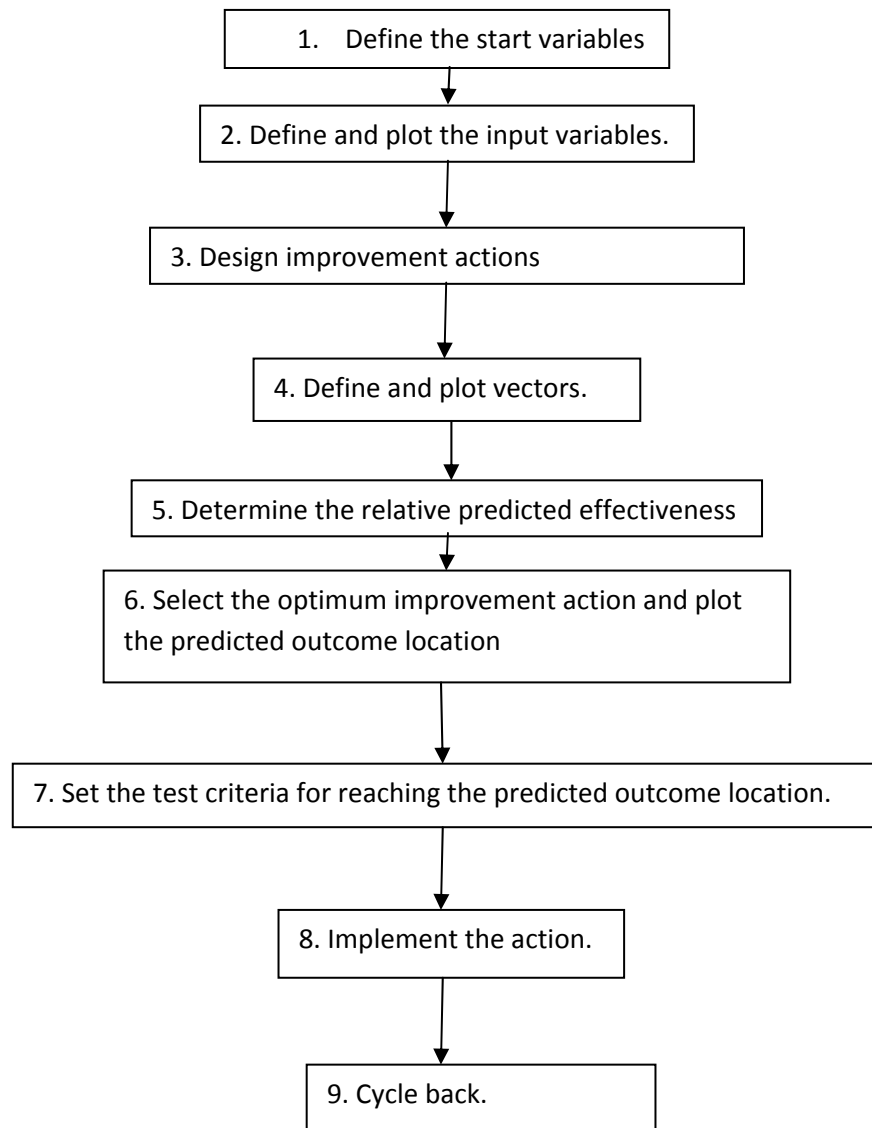 1. Define the start variables
2. Define and plot the input variables.
3. Design improvement actions
4. Define and plot vectors.
5. Determine the relative predicted effectiveness
6. Select the optimum improvement action and plot
the predicted outcome location
7. Set the test criteria for reaching the predicted outcome location.
8. Implement the action.
9. Cycle back.